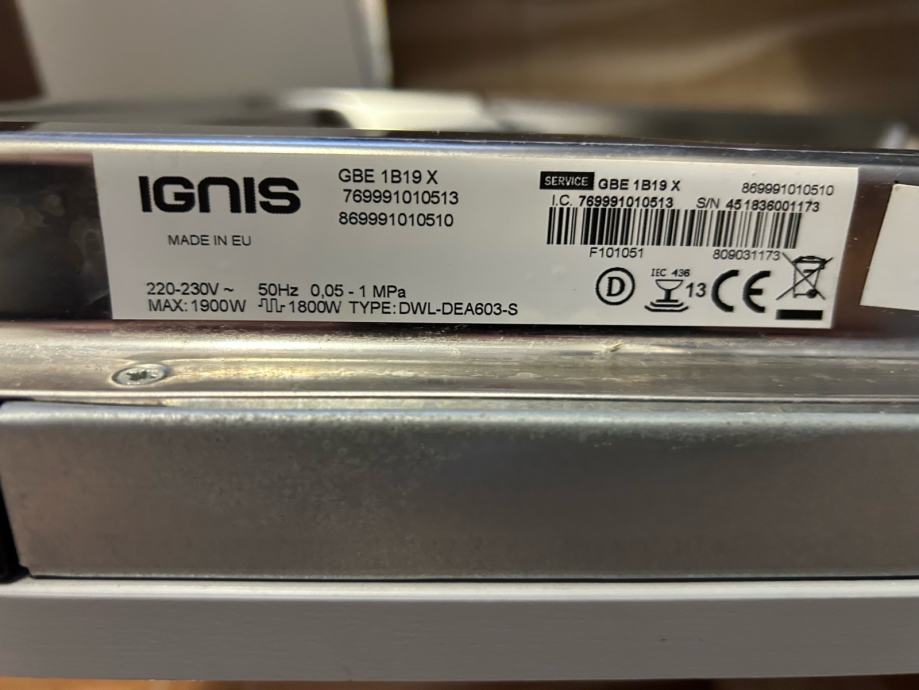 IGNIS
MADE IN EU
GBE 1B19 X
769991010513
869991010510
220-230V ~ 50Hz 0,05 - 1 MPa
MAX: 1900W 1800W TYPE: DWL-DEA603-S
SERVICE GBE 1B19 X 869991010510
I.C. 769991010513 S/N 451836001173
F101051 809031173
D IEC 436 13 CE